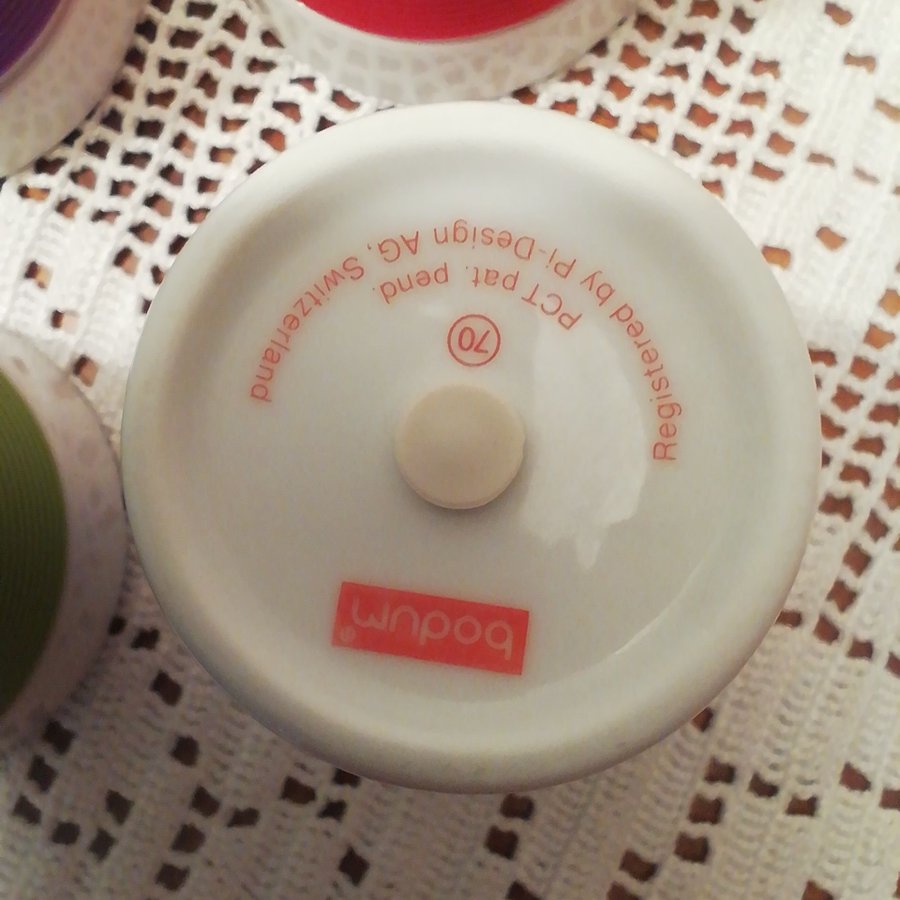 bodum®
70
PCT pat. pend.
Registered by Pi-Design AG, Switzerland